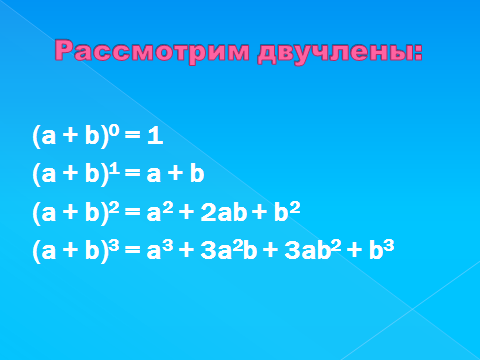 Рассмотрим двучлены:
(a + b)⁰ = 1
(a + b)¹ = a + b
(a + b)² = a² + 2ab + b²
(a + b)³ = a³ + 3a²b + 3ab² + b³